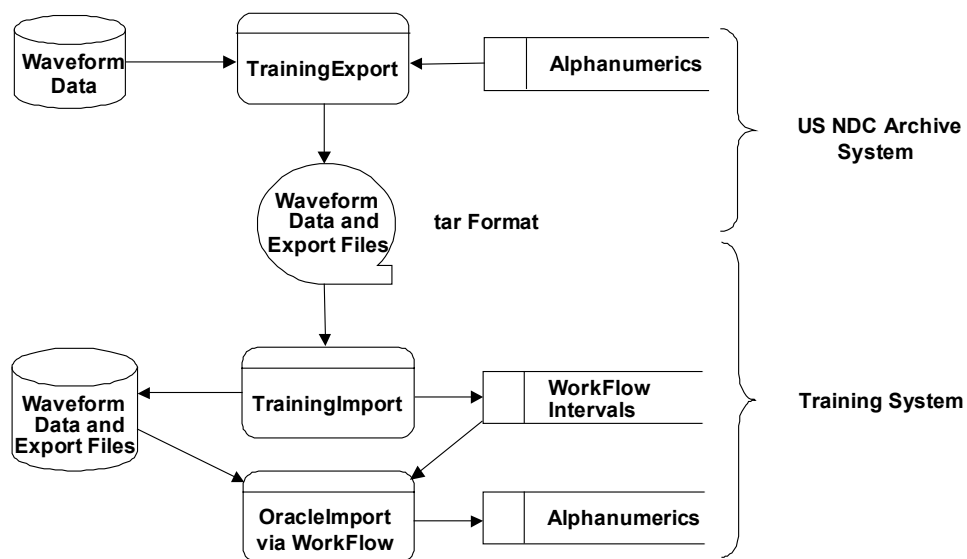 Waveform
Data
TrainingExport
Alphanumerics
US NDC Archive
System
Waveform
Data and
Export Files
tar Format
Waveform
Data and
Export Files
TrainingImport
WorkFlow
Intervals
Training System
OracleImport
via WorkFlow
Alphanumerics